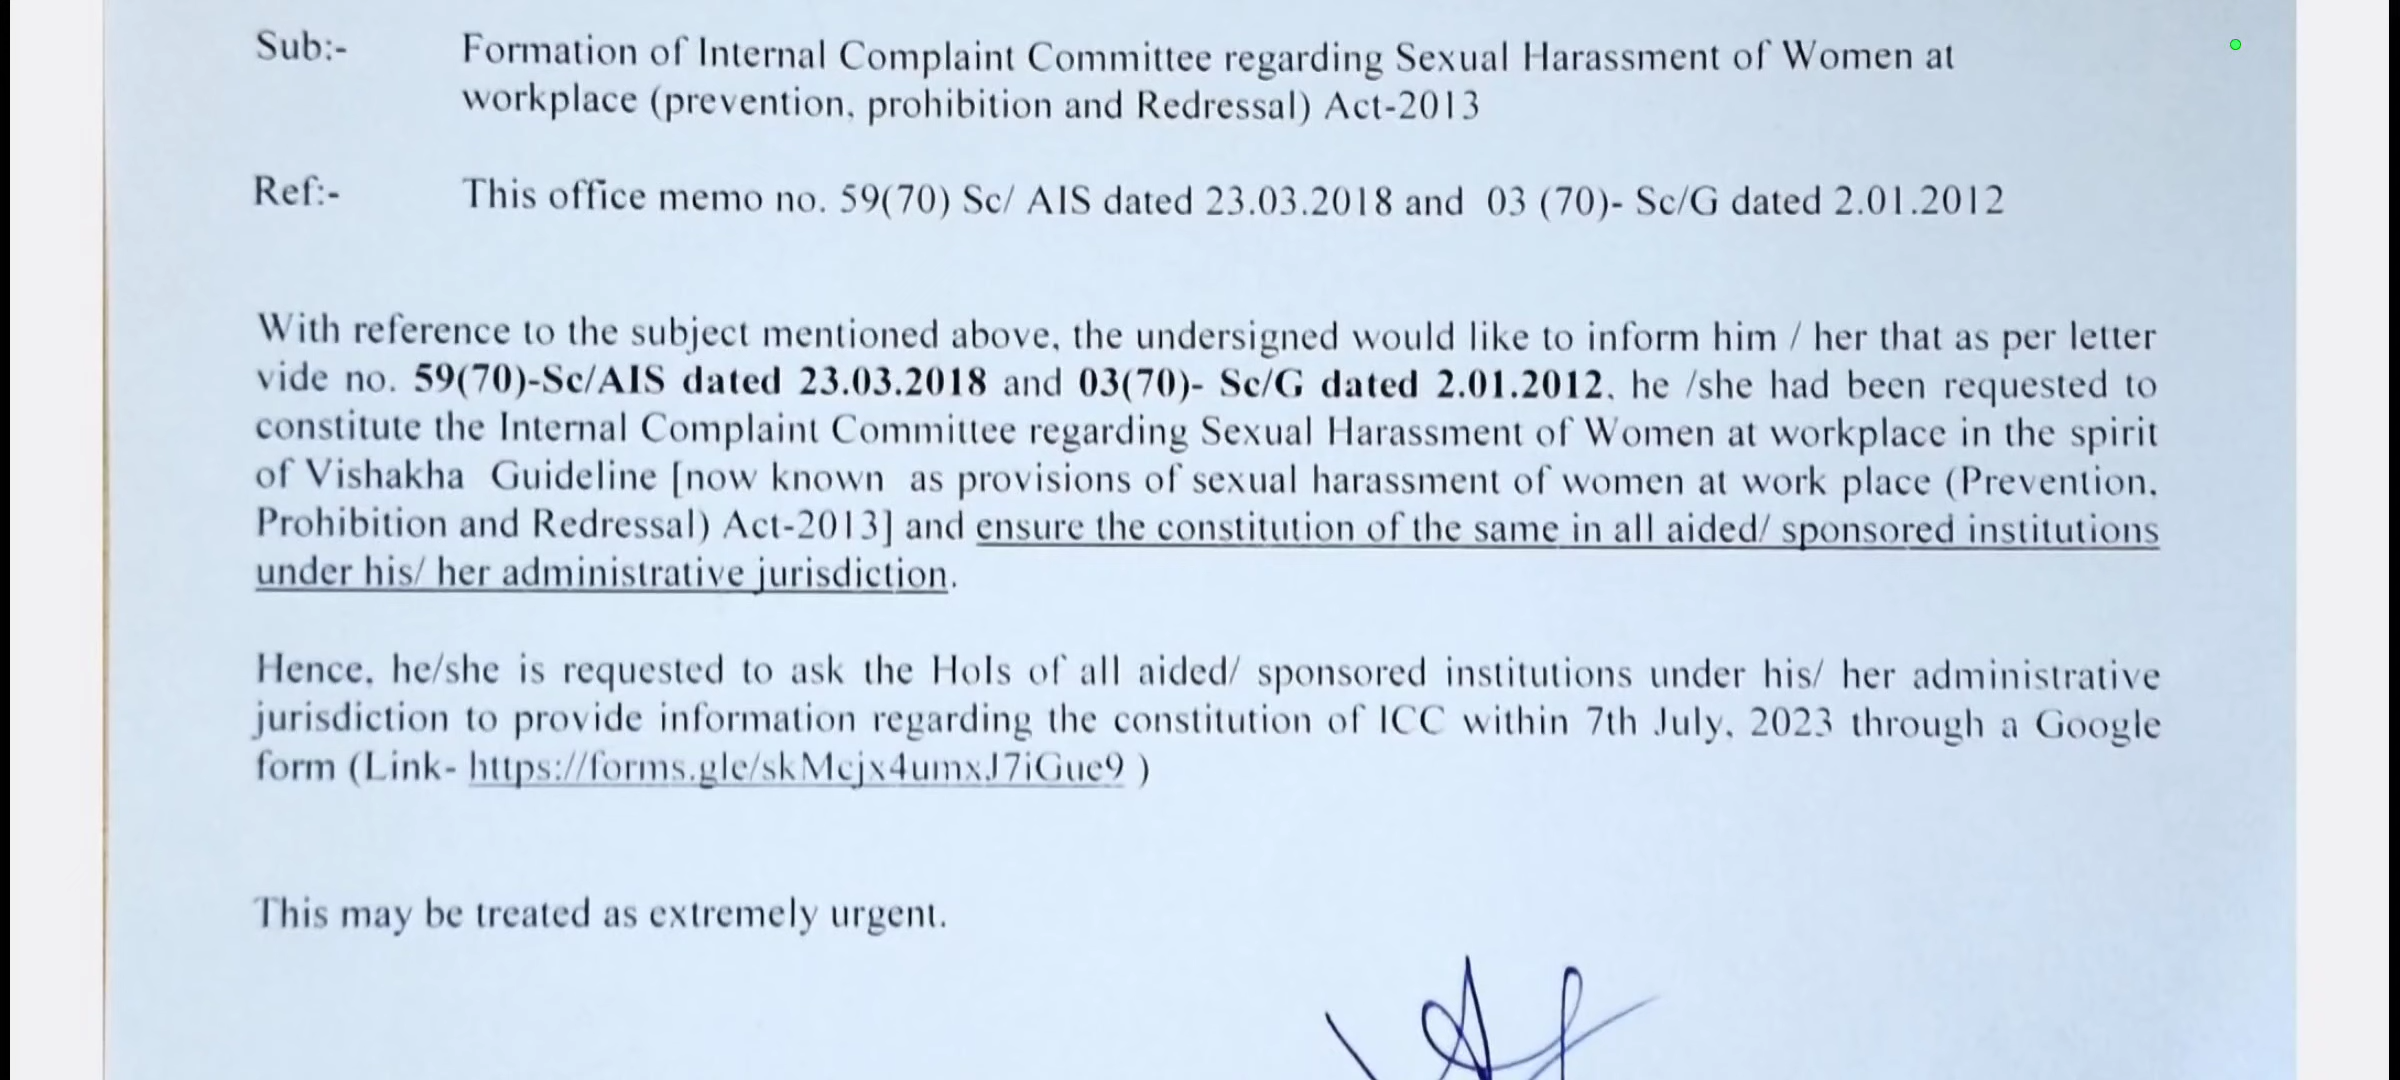 Sub:- Formation of Internal Complaint Committee regarding Sexual Harassment of Women at
workplace (prevention, prohibition and Redressal) Act-2013
Ref:- This office memo no. 59(70) Sc/ AIS dated 23.03.2018 and 03 (70)- Sc/G dated 2.01.2012
With reference to the subject mentioned above, the undersigned would like to inform him / her that as per letter
vide no. 59(70)-Sc/AIS dated 23.03.2018 and 03(70)- Sc/G dated 2.01.2012, he /she had been requested to
constitute the Internal Complaint Committee regarding Sexual Harassment of Women at workplace in the spirit
of Vishakha Guideline [now known as provisions of sexual harassment of women at work place (Prevention,
Prohibition and Redressal) Act-2013] and ensure the constitution of the same in all aided/ sponsored institutions
under his/ her administrative jurisdiction.
Hence, he/she is requested to ask the HoIs of all aided/ sponsored institutions under his/ her administrative
jurisdiction to provide information regarding the constitution of ICC within 7th July, 2023 through a Google
form (Link- https://forms.gle/skMcjx4umxJ7iGue9 )
This may be treated as extremely urgent.